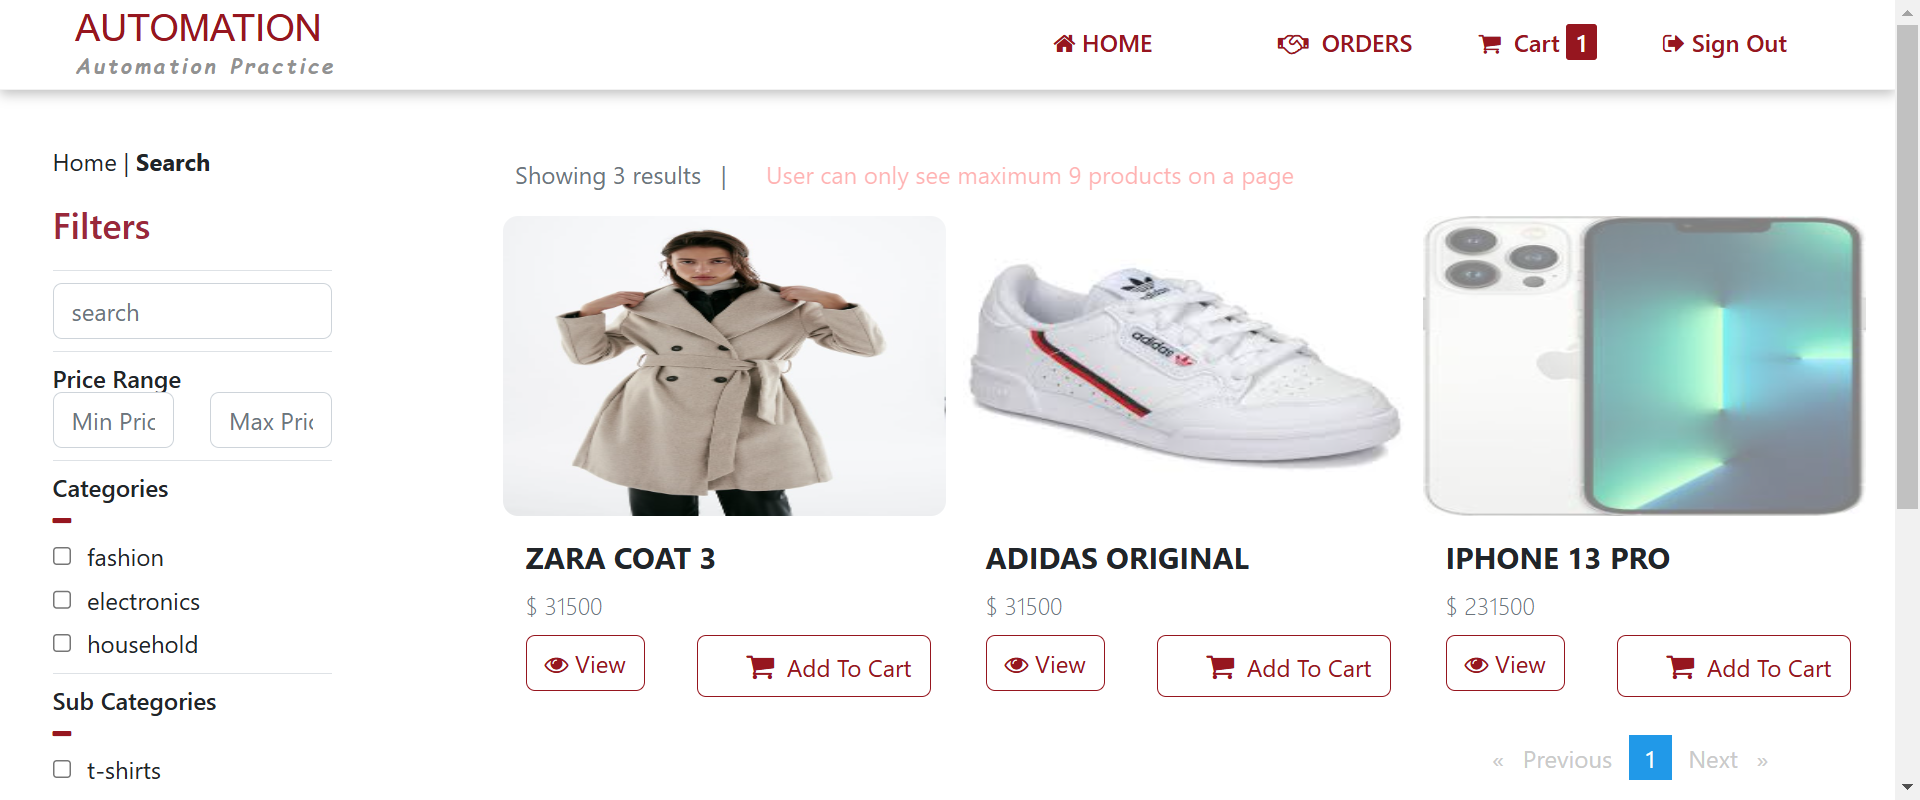 AUTOMATION
Automation Practice
HOME
ORDERS
Cart 1
Sign Out
Home | Search
Showing 3 results |
User can only see maximum 9 products on a page
Filters
search
Price Range
Min Pric
Max Pric
Categories
fashion
electronics
household
Sub Categories
t-shirts
adidas
adidas
ZARA COAT 3
$ 31500
View
Add To Cart
ADIDAS ORIGINAL
$ 31500
View
Add To Cart
IPHONE 13 PRO
$ 231500
View
Add To Cart
« Previous 1 Next »